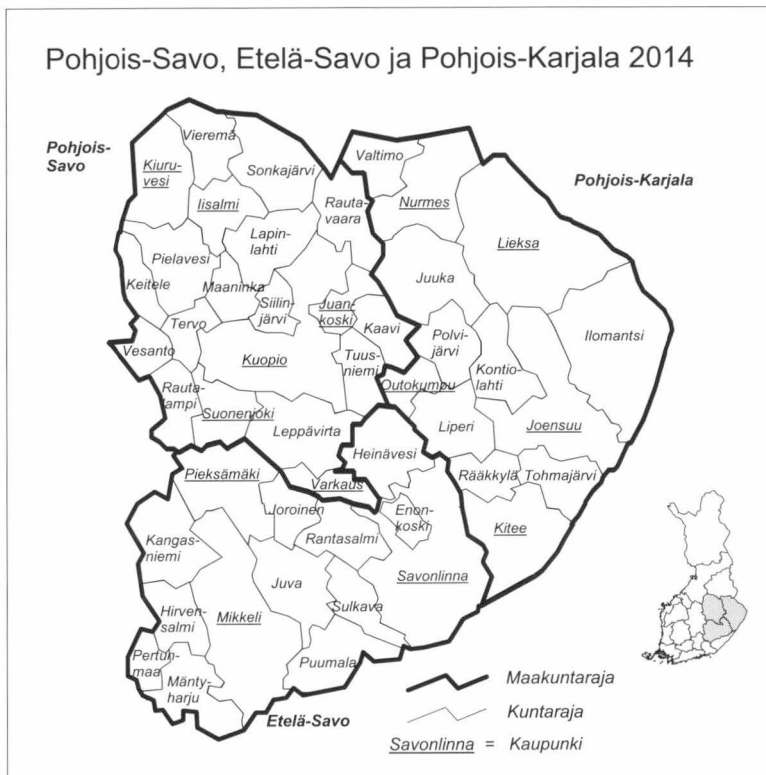 Pohjois-Savo, Etelä-Savo ja Pohjois-Karjala 2014
Pohjois-
Savo
Pohjois-Karjala
Vieremä
Kiuru-
vesi
Sonkajärvi
Iisalmi
Rauta-
vaara
Lapin-
lahti
Pielavesi
Keitele
Maaninka
Siilin-
järvi
Juan-
koski
Kaavi
Tervo
Vesanto
Kuopio
Tuus-
niemi
Rauta-
lampi
Suonenjoki
Leppävirta
Varkaus
Valtimo
Nurmes
Lieksa
Juuka
Ilomantsi
Polvi-
järvi
Kontio-
lahti
Outokumpu
Liperi
Joensuu
Rääkkylä
Tohmajärvi
Kitee
Heinävesi
Pieksämäki
Joroinen
Enon-
koski
Rantasalmi
Kangas-
niemi
Juva
Savonlinna
Sulkava
Hirven-
salmi
Mikkeli
Pertun-
maa
Mänty-
harju
Puumala
Etelä-Savo
Maakuntaraja
Kuntaraja
Savonlinna = Kaupunki